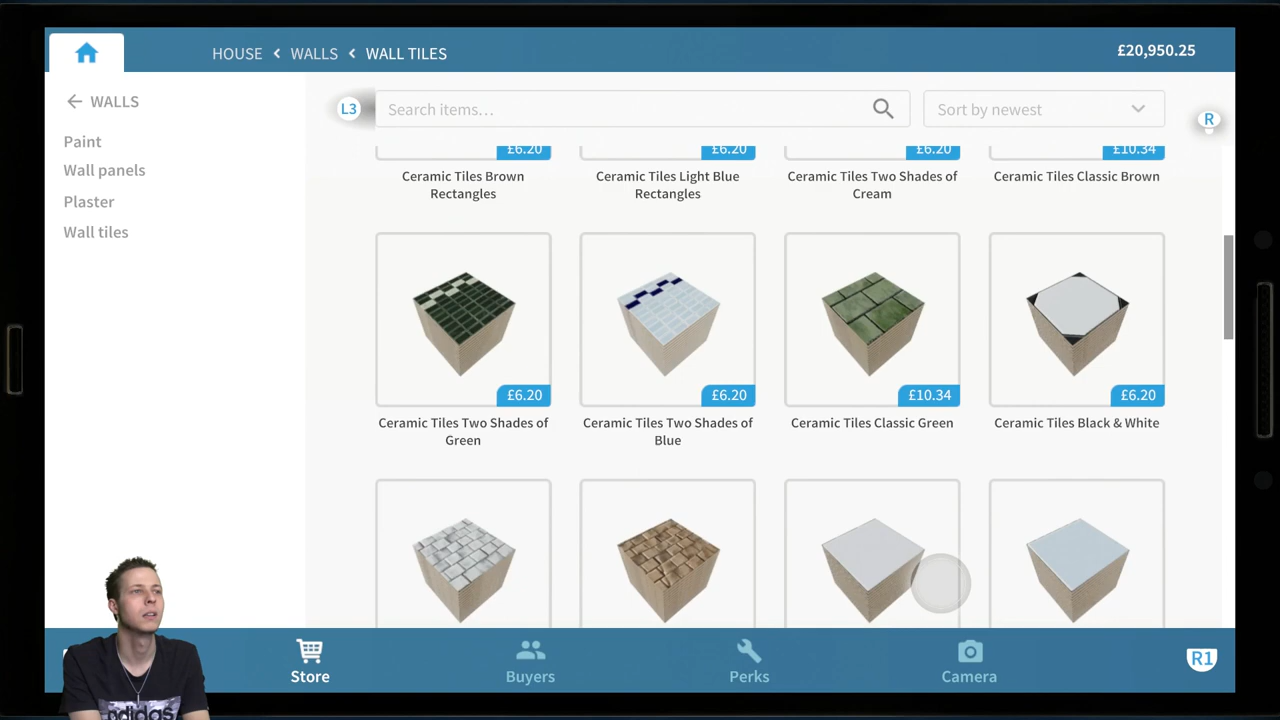 HOUSE < WALLS < WALL TILES
£20,950.25
← WALLS
Paint
Wall panels
Plaster
Wall tiles
L3
Search items...
Sort by newest
R
£6.20
£6.20
£6.20
£10.34
Ceramic Tiles Brown
Rectangles
Ceramic Tiles Light Blue
Rectangles
Ceramic Tiles Two Shades of
Cream
Ceramic Tiles Classic Brown
£6.20
£6.20
£10.34
£6.20
Ceramic Tiles Two Shades of
Green
Ceramic Tiles Two Shades of
Blue
Ceramic Tiles Classic Green
Ceramic Tiles Black & White
Store
Buyers
Perks
Camera
R1
adidas